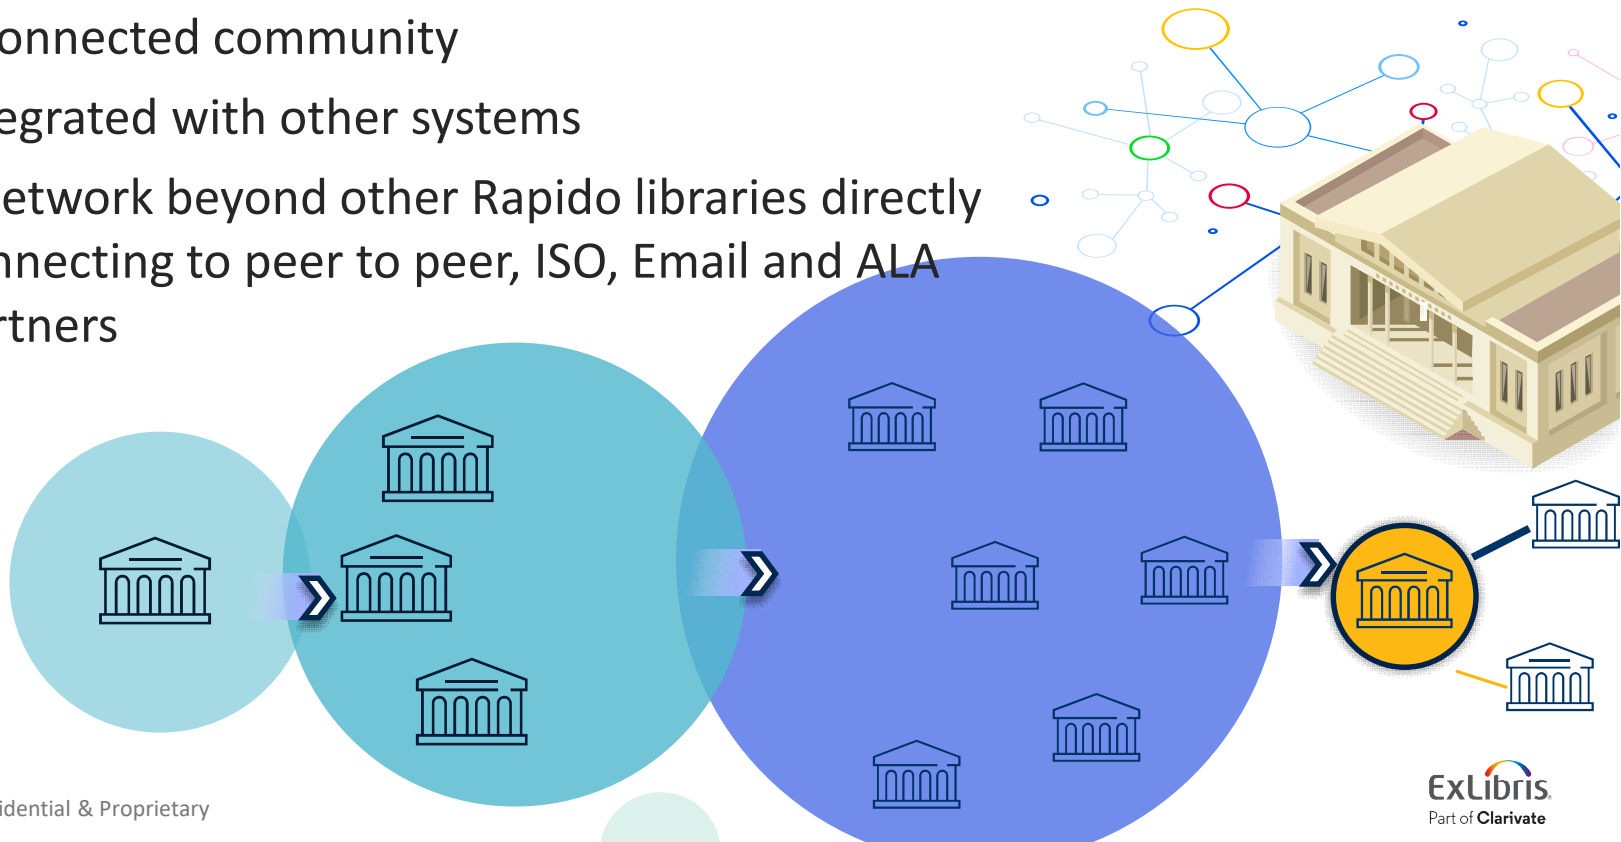 onnected community
egrated with other systems
etwork beyond other Rapido libraries directly
nnecting to peer to peer, ISO, Email and ALA
rtners
idential & Proprietary
ExLibris
Part of Clarivate